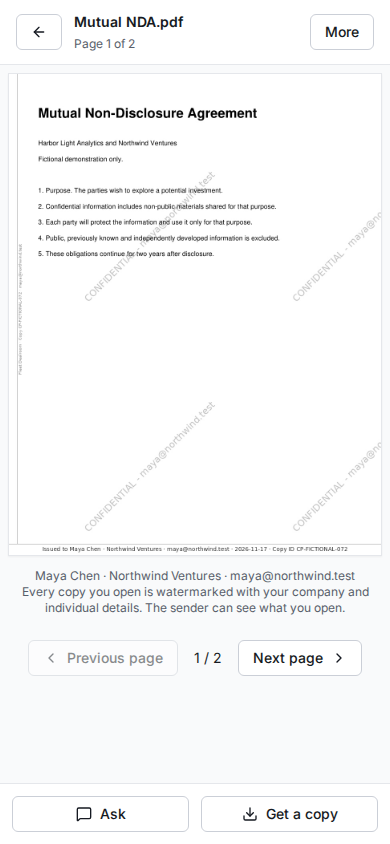 Mutual NDA.pdf
Page 1 of 2
More
Mutual Non-Disclosure Agreement
Harbor Light Analytics and Northwind Ventures
Fictional demonstration only.
1. Purpose. The parties wish to explore a potential investment.
2. Confidential information includes non-public materials shared for that purpose.
3. Each party will protect the information and use it only for that purpose.
4. Public, previously known and independently developed information is excluded.
5. These obligations continue for two years after disclosure.
CONFIDENTIAL - maya@northwind.test
CONFIDENTIAL - maya@no
CONFIDENTIAL - maya@northwind.test
CONFIDENTIAL - maya@no
Issued to Maya Chen · Northwind Ventures · maya@northwind.test · 2026-11-17 · Copy ID CF-FICTIONAL-072
Maya Chen · Northwind Ventures · maya@northwind.test
Every copy you open is watermarked with your company and
individual details. The sender can see what you open.
Previous page
1 / 2
Next page
Ask
Get a copy